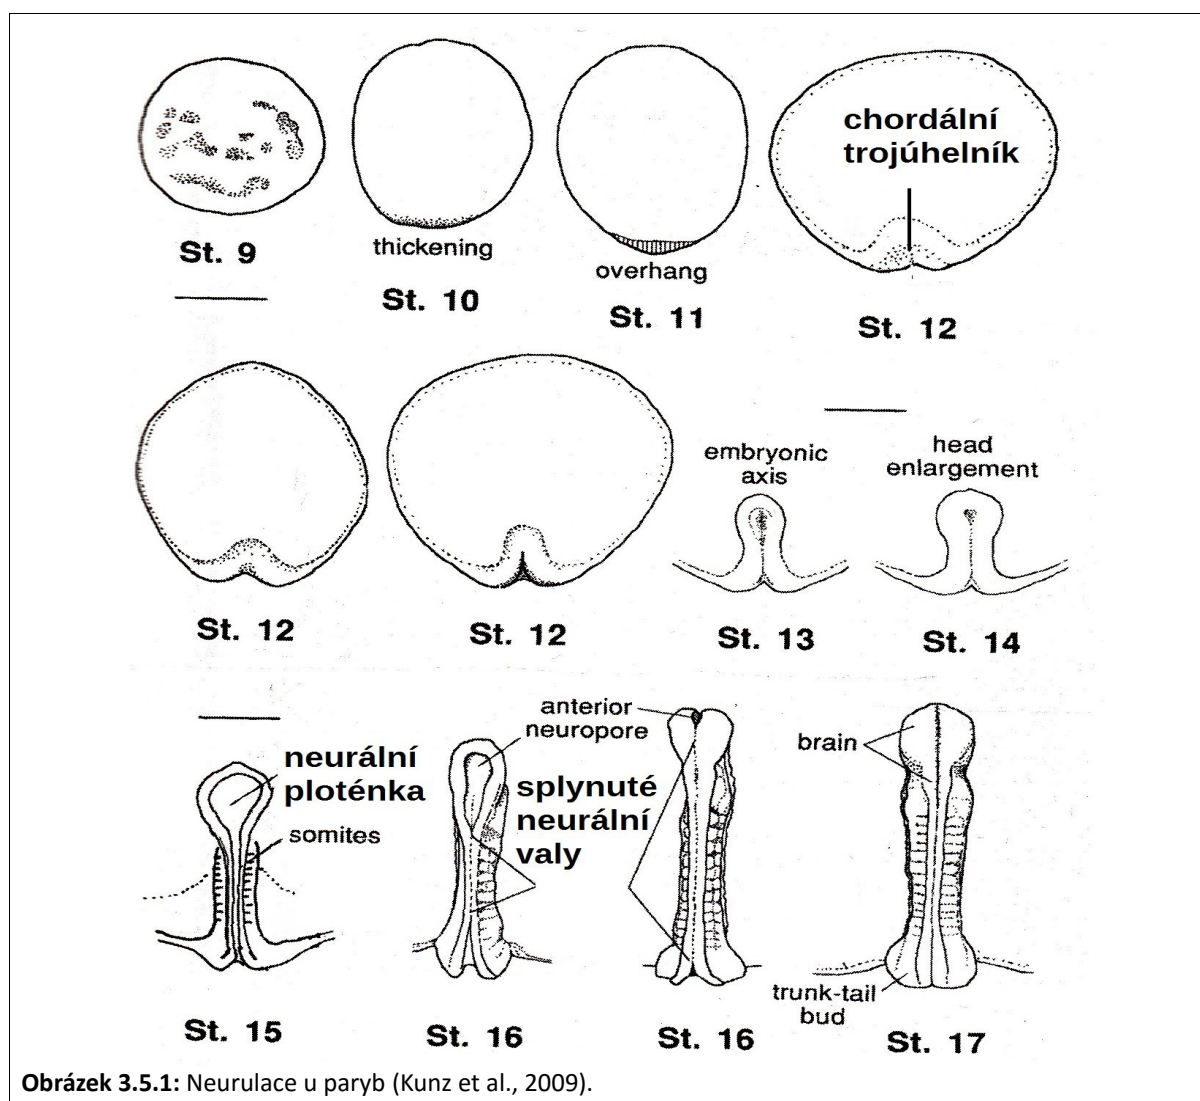 chordální
trojúhelník
St. 9
thickening
St. 10
overhang
St. 11
St. 12
St. 12
St. 12
embryonic
axis
St. 13
head
enlargement
St. 14
neurální
ploténka
somites
St. 15
anterior
neuropore
splynuté
neurální
valy
St. 16
St. 16
brain
trunk-tail
bud
St. 17
Obrázek 3.5.1: Neurulace u paryb (Kunz et al., 2009).